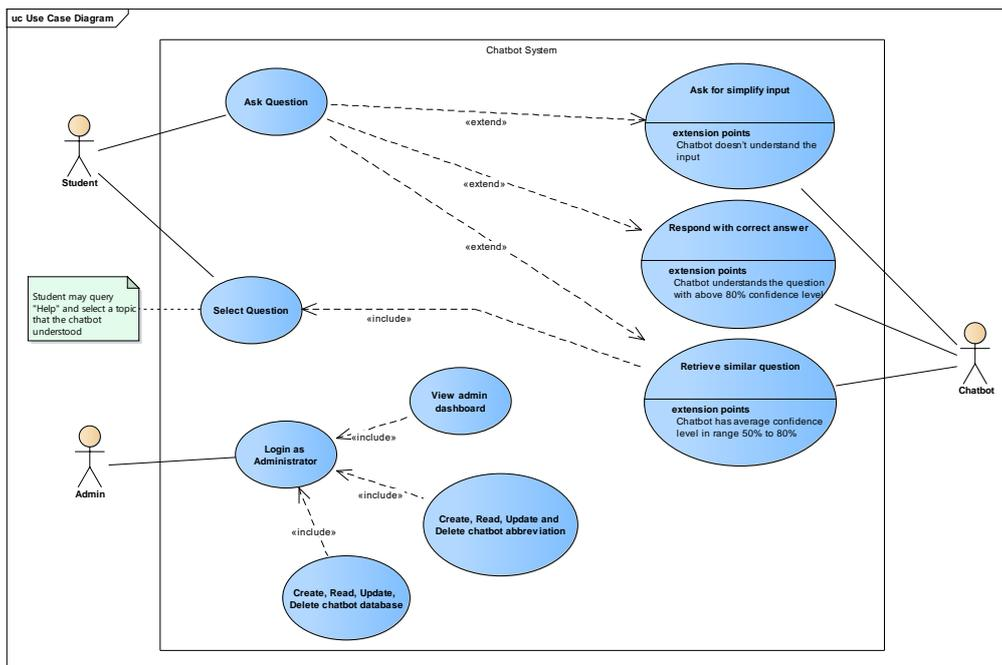 uc Use Case Diagram
Chatbot System
Ask Question
Ask for simplify input
extension points
Chatbot doesn't understand the
input
«extend»
Student
«extend»
Respond with correct answer
extension points
Chatbot understands the question
with above 80% confidence level
«extend»
Student may query
"Help" and select a topic
that the chatbot
understood
Select Question
«include»
Retrieve similar question
extension points
Chatbot has average confidence
level in range 50% to 80%
Chatbot
View admin
dashboard
«include»
Login as
Administrator
Admin
«include»
Create, Read, Update and
Delete chatbot abbreviation
«include»
Create, Read, Update,
Delete chatbot database